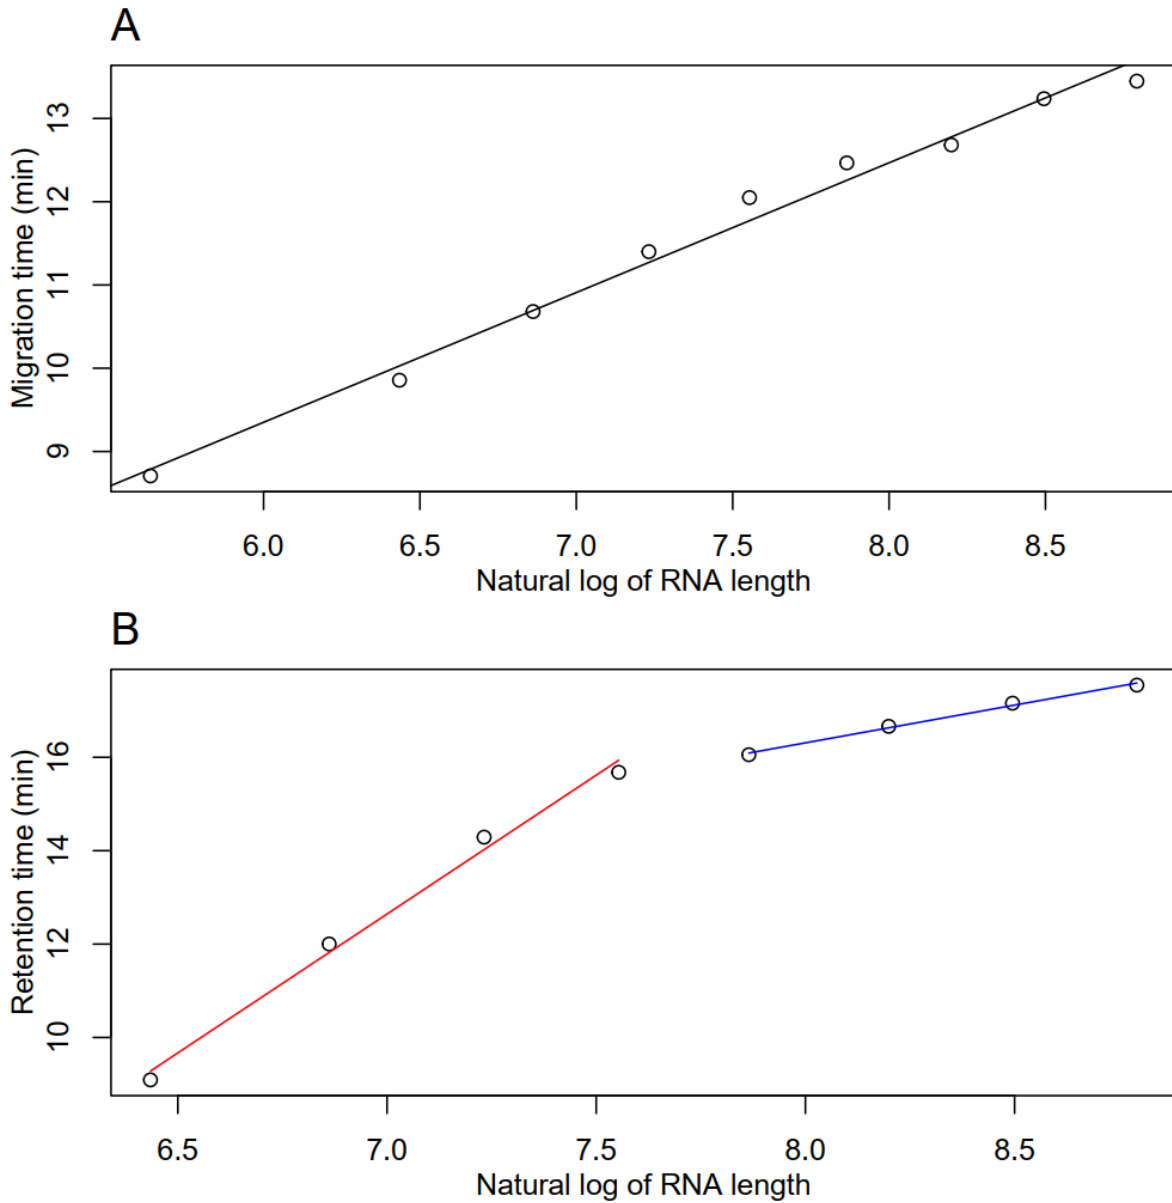 A
Migration time (min)
13
12
11
10
9
6.0 6.5 7.0 7.5 8.0 8.5
Natural log of RNA length
B
Retention time (min)
16
14
12
10
6.5 7.0 7.5 8.0 8.5
Natural log of RNA length